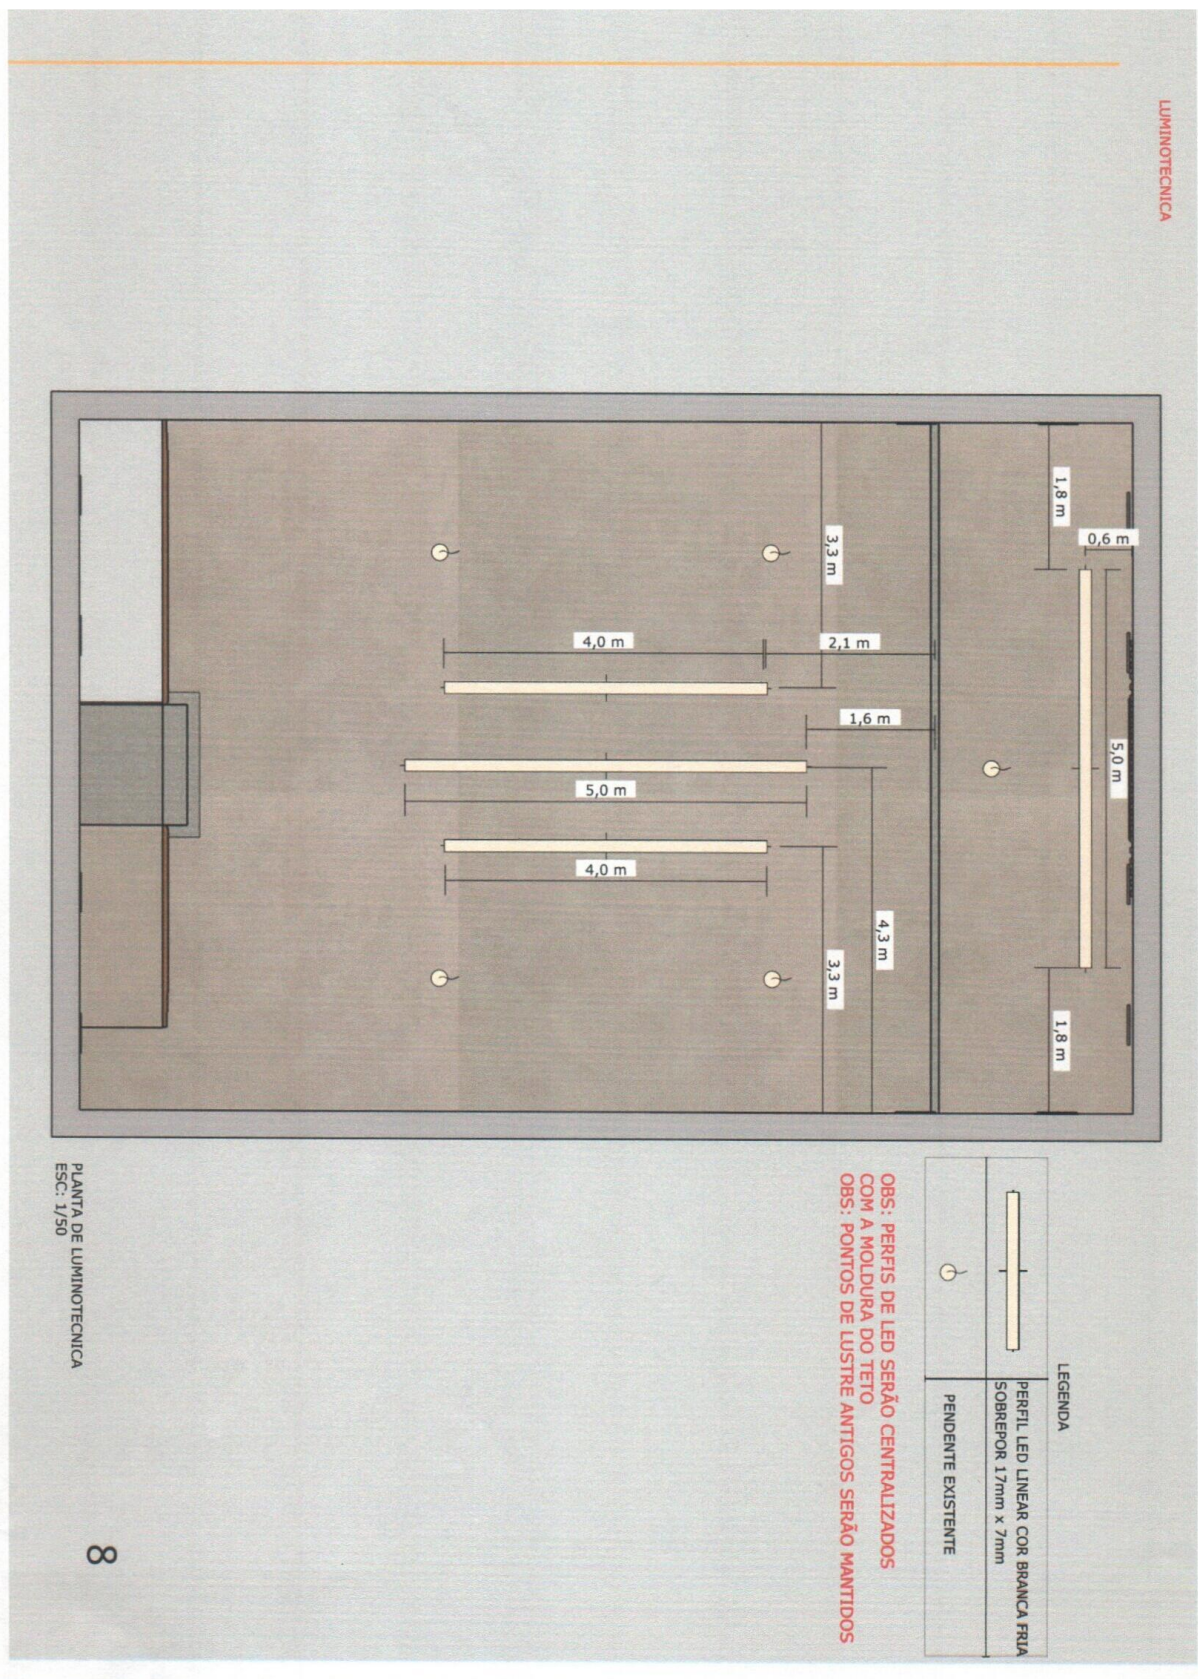 LUMINOTECNICA
1,8 m
0,6 m
5,0 m
1,8 m
3,3 m
4,0 m
2,1 m
1,6 m
5,0 m
4,0 m
4,3 m
3,3 m
LEGENDA
PERFIL LED LINEAR COR BRANCA FRIA
SOBREPOR 17mm x 7mm
PENDENTE EXISTENTE
OBS: PERFIS DE LED SERÃO CENTRALIZADOS
COM A MOLDURA DO TETO
OBS: PONTOS DE LUSTRE ANTIGOS SERÃO MANTIDOS
PLANTA DE LUMINOTECNICA
ESC: 1/50
8